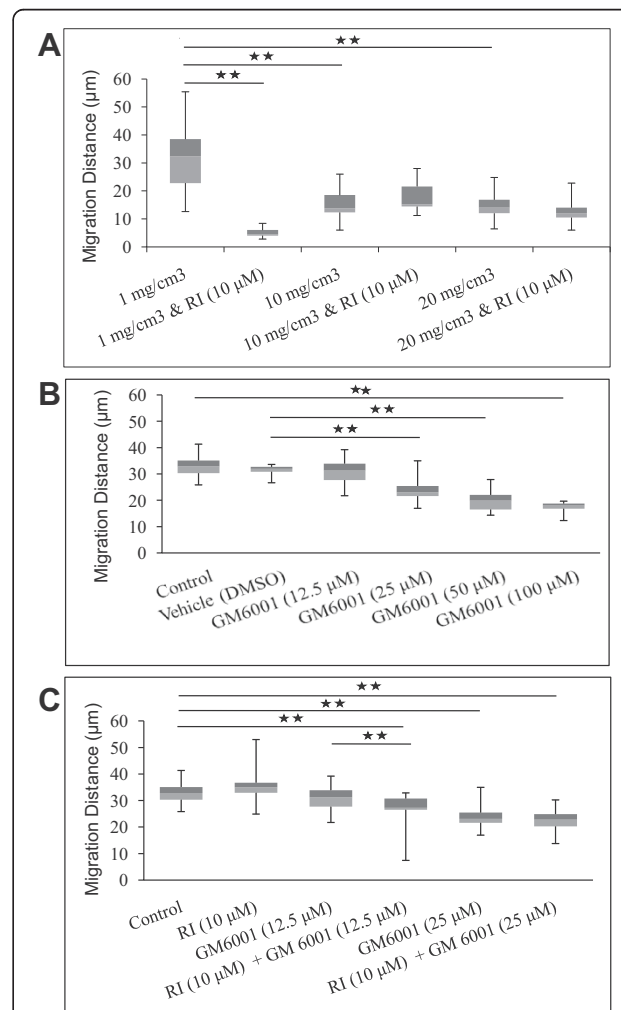 A
★★
★★
★★
Migration Distance (µm)
60
50
40
30
20
10
0
1 mg/cm3
1 mg/cm3 & RI (10 µM)
10 mg/cm3
10 mg/cm3 & RI (10 µM)
20 mg/cm3
20 mg/cm3 & RI (10 µM)
B
★★
★★
★★
Migration Distance (µm)
60
50
40
30
20
10
0
Control
Vehicle (DMSO)
GM6001 (12.5 µM)
GM6001 (25 µM)
GM6001 (50 µM)
GM6001 (100 µM)
C
★★
★★
★★
★★
Migration Distance (µm)
60
50
40
30
20
10
0
Control
RI (10 µM)
GM6001 (12.5 µM)
RI (10 µM) + GM 6001 (12.5 µM)
GM6001 (25 µM)
RI (10 µM) + GM 6001 (25 µM)